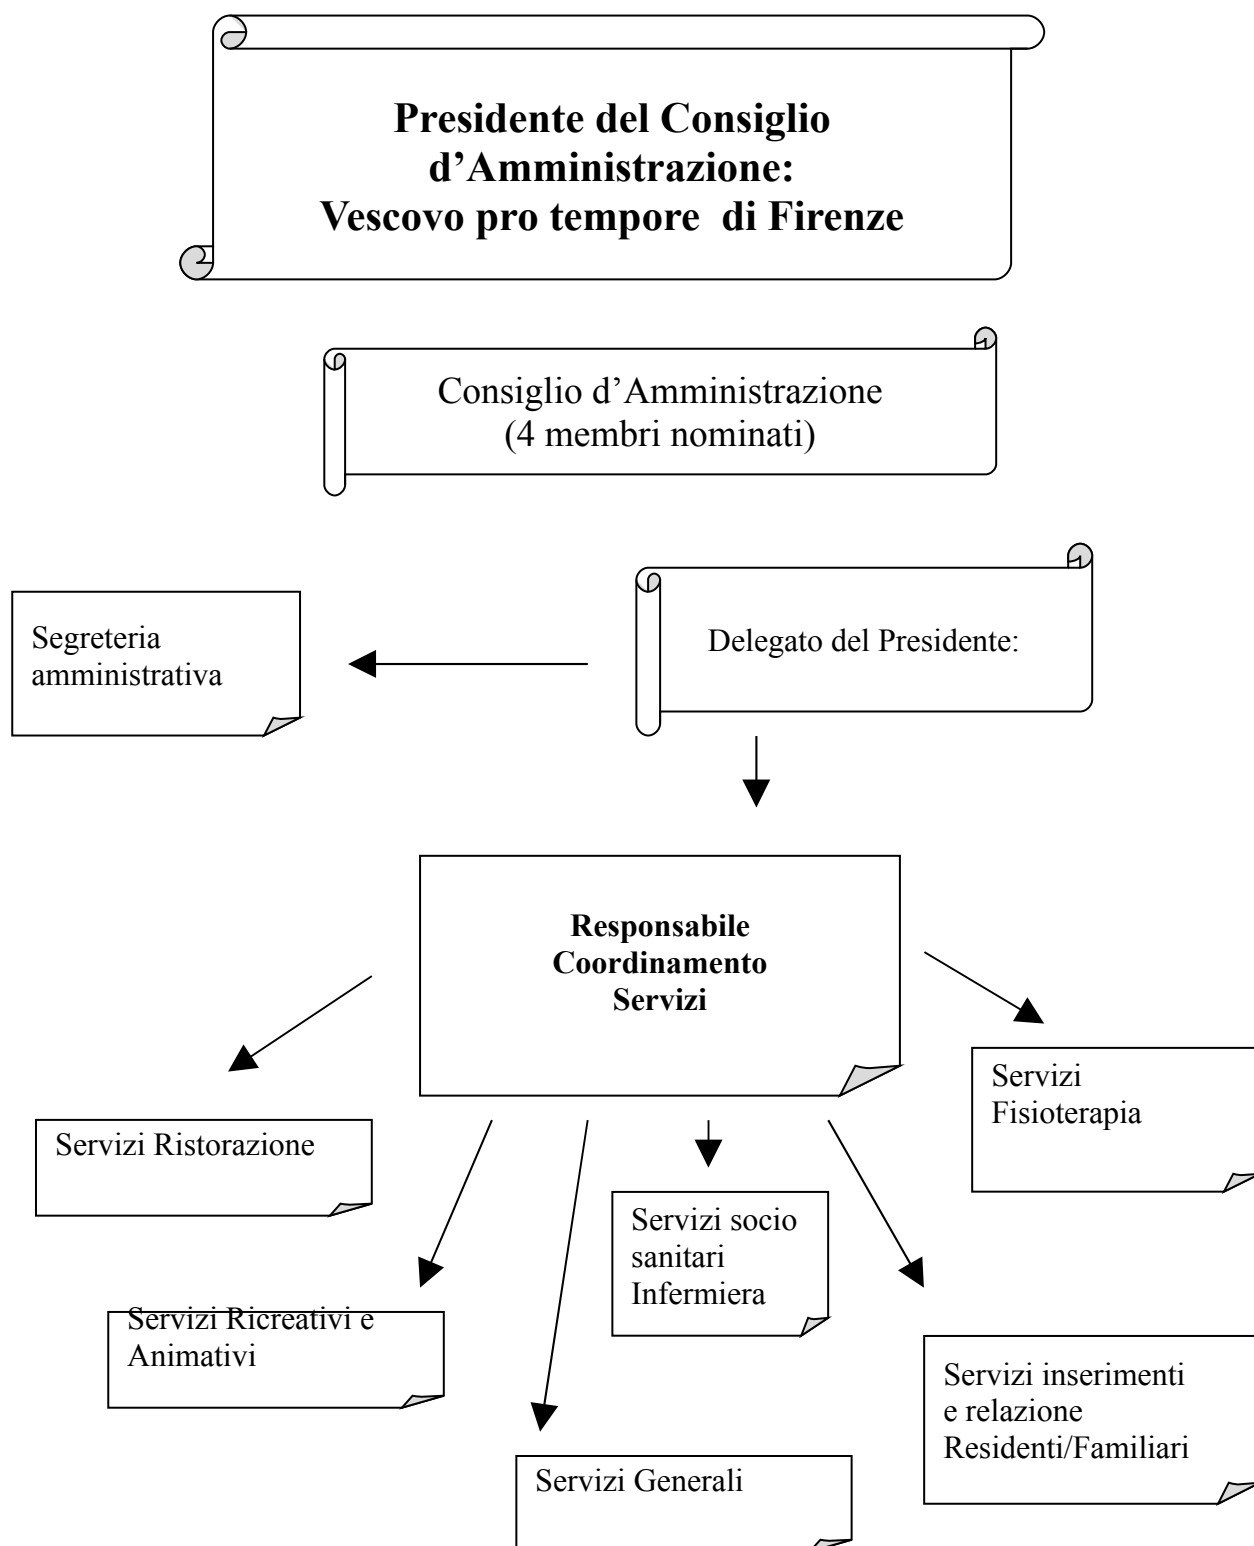 Presidente del Consiglio
d’Amministrazione:
Vescovo pro tempore  di Firenze
Consiglio d’Amministrazione
(4 membri nominati)
Segreteria
amministrativa
Delegato del Presidente:
Responsabile
Coordinamento
Servizi
Servizi
Fisioterapia
Servizi Ristorazione
Servizi socio
sanitari
Infermiera
Servizi Ricreativi e
Animativi
Servizi inserimenti
e relazione
Residenti/Familiari
Servizi Generali